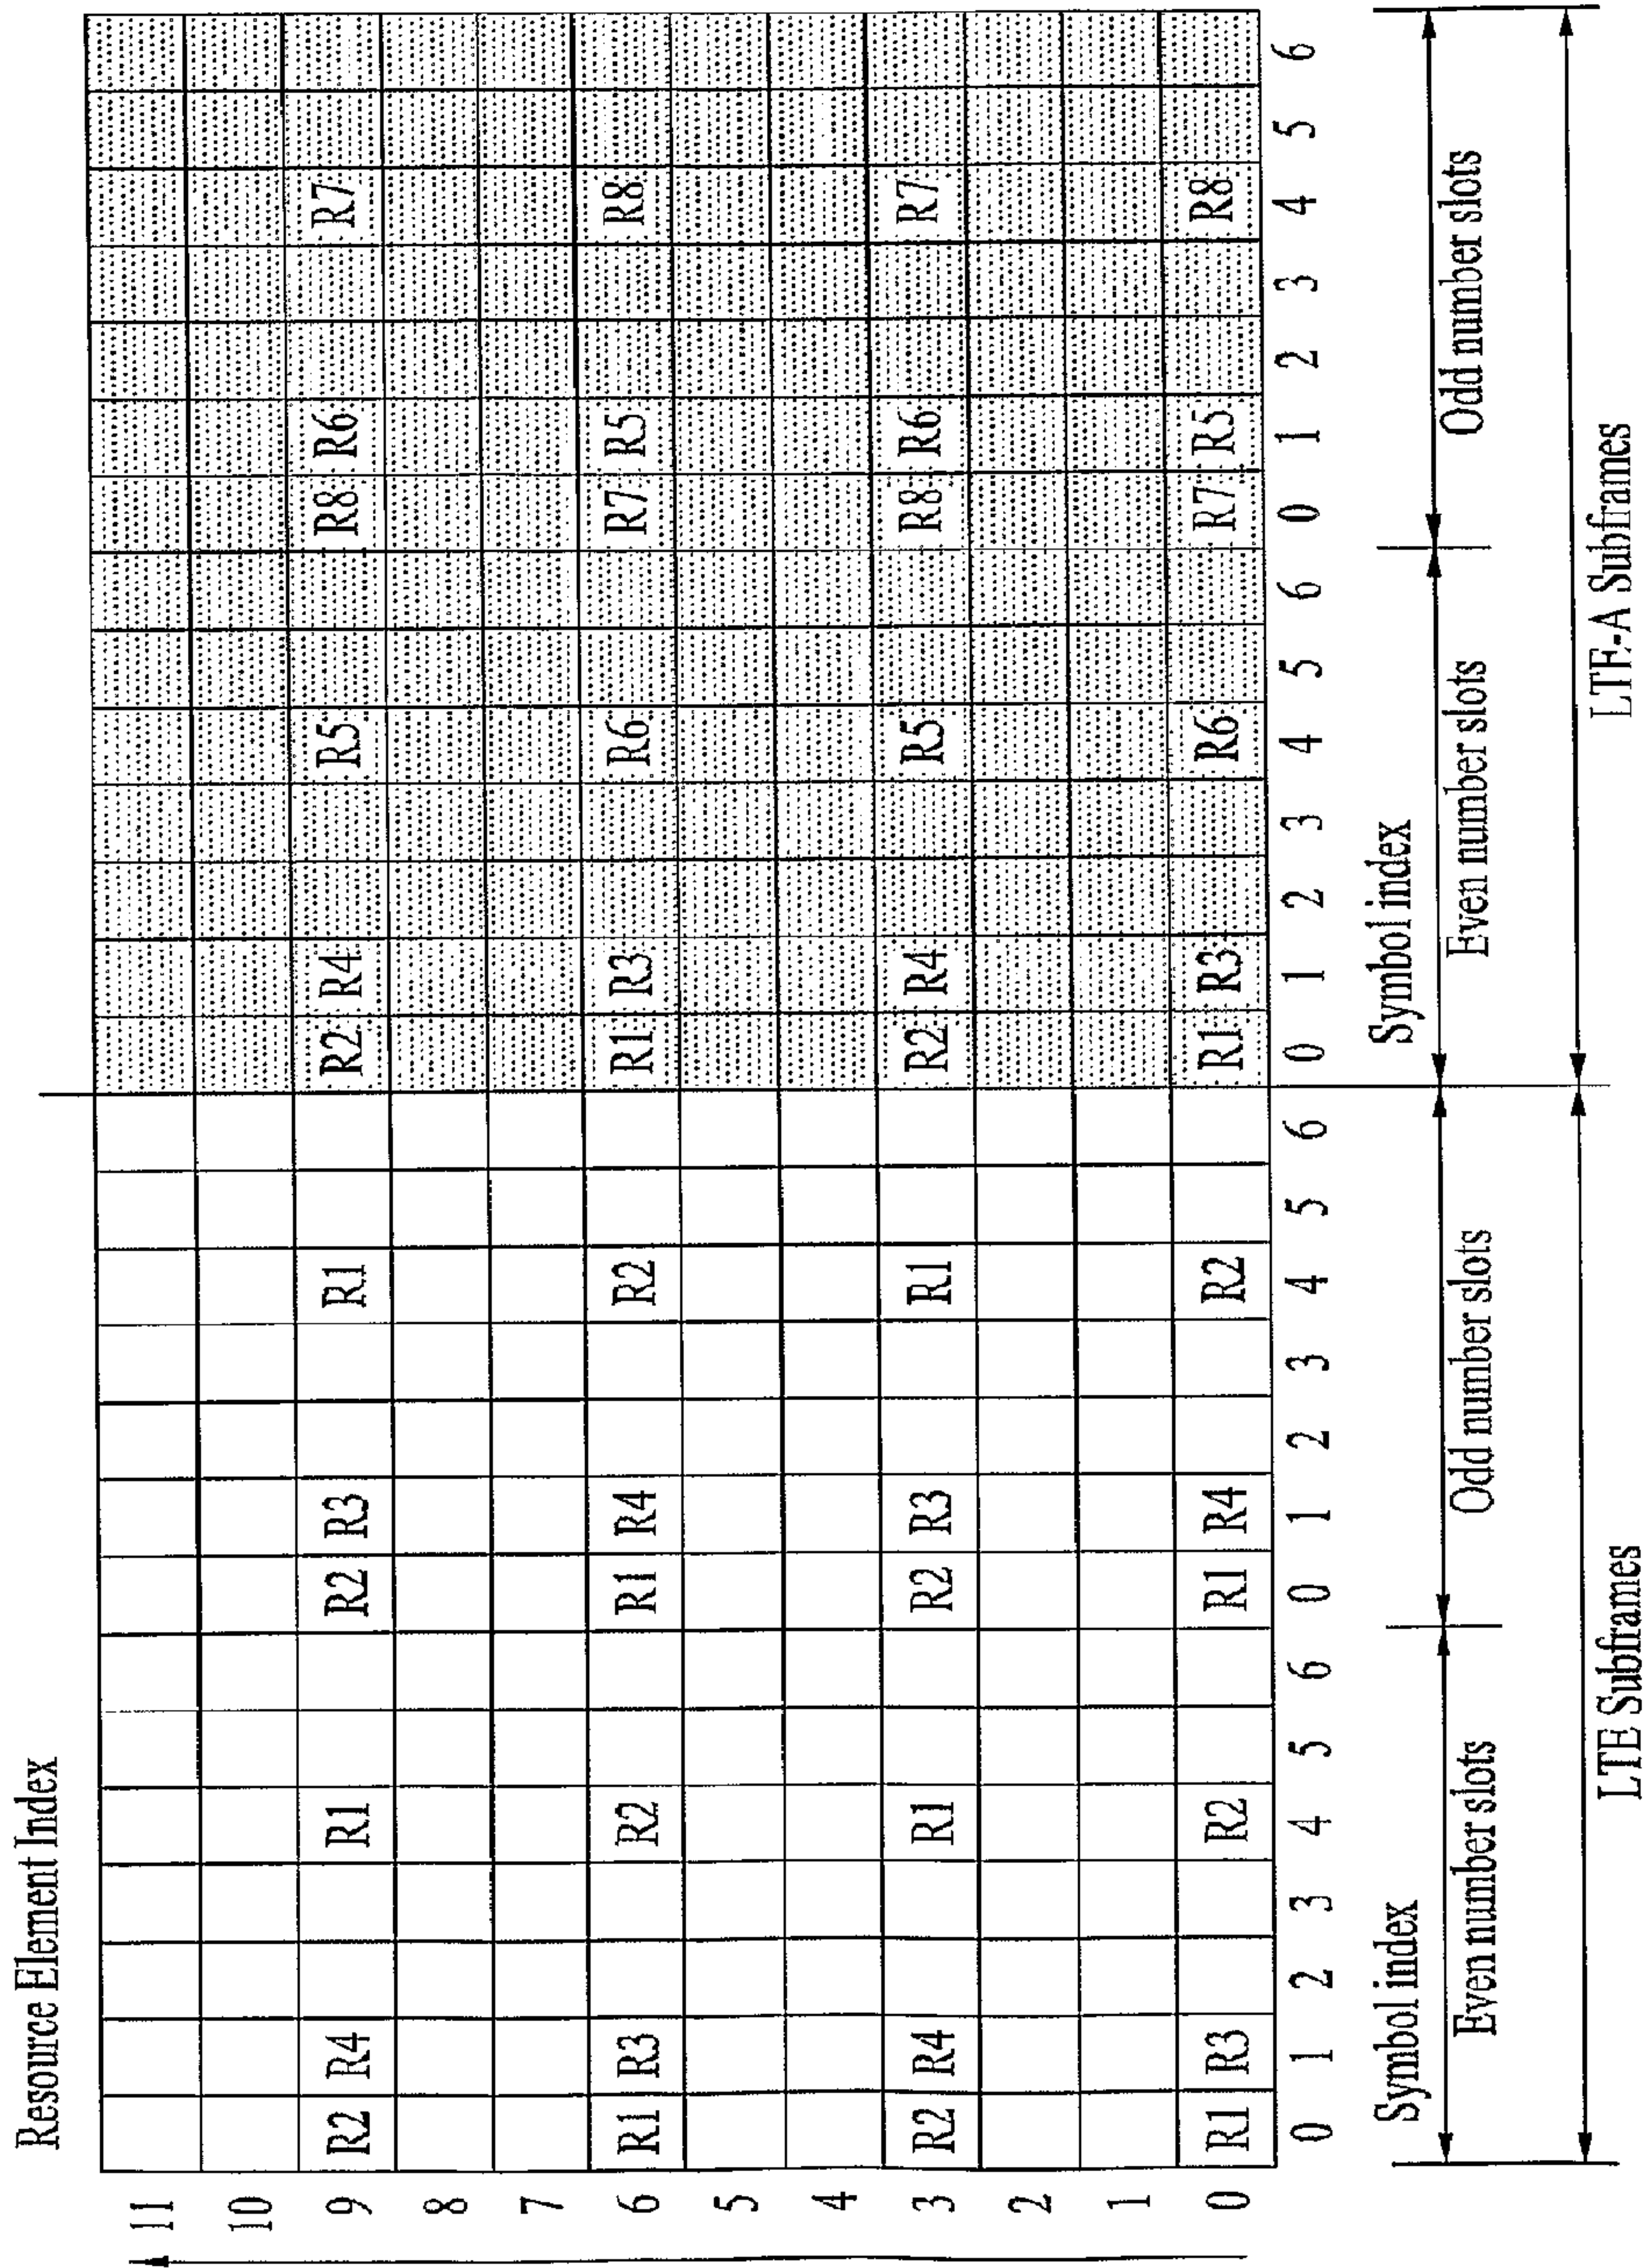 Resource Element Index
11
10
9 R2 R4 R1 R2 R3 R1 R2 R4 R5 R8 R6 R7
8
7
6 R1 R3 R2 R1 R4 R2 R1 R3 R6 R7 R5 R8
5
4
3 R2 R4 R1 R2 R3 R1 R2 R4 R5 R8 R6 R7
2
1
0 R1 R3 R2 R1 R4 R2 R1 R3 R6 R7 R5 R8
0 1 2 3 4 5 6 0 1 2 3 4 5 6 0 1 2 3 4 5 6 0 1 2 3 4 5 6
Symbol index Symbol index
Even number slots Odd number slots Even number slots Odd number slots
LTE Subframes LTE-A Subframes